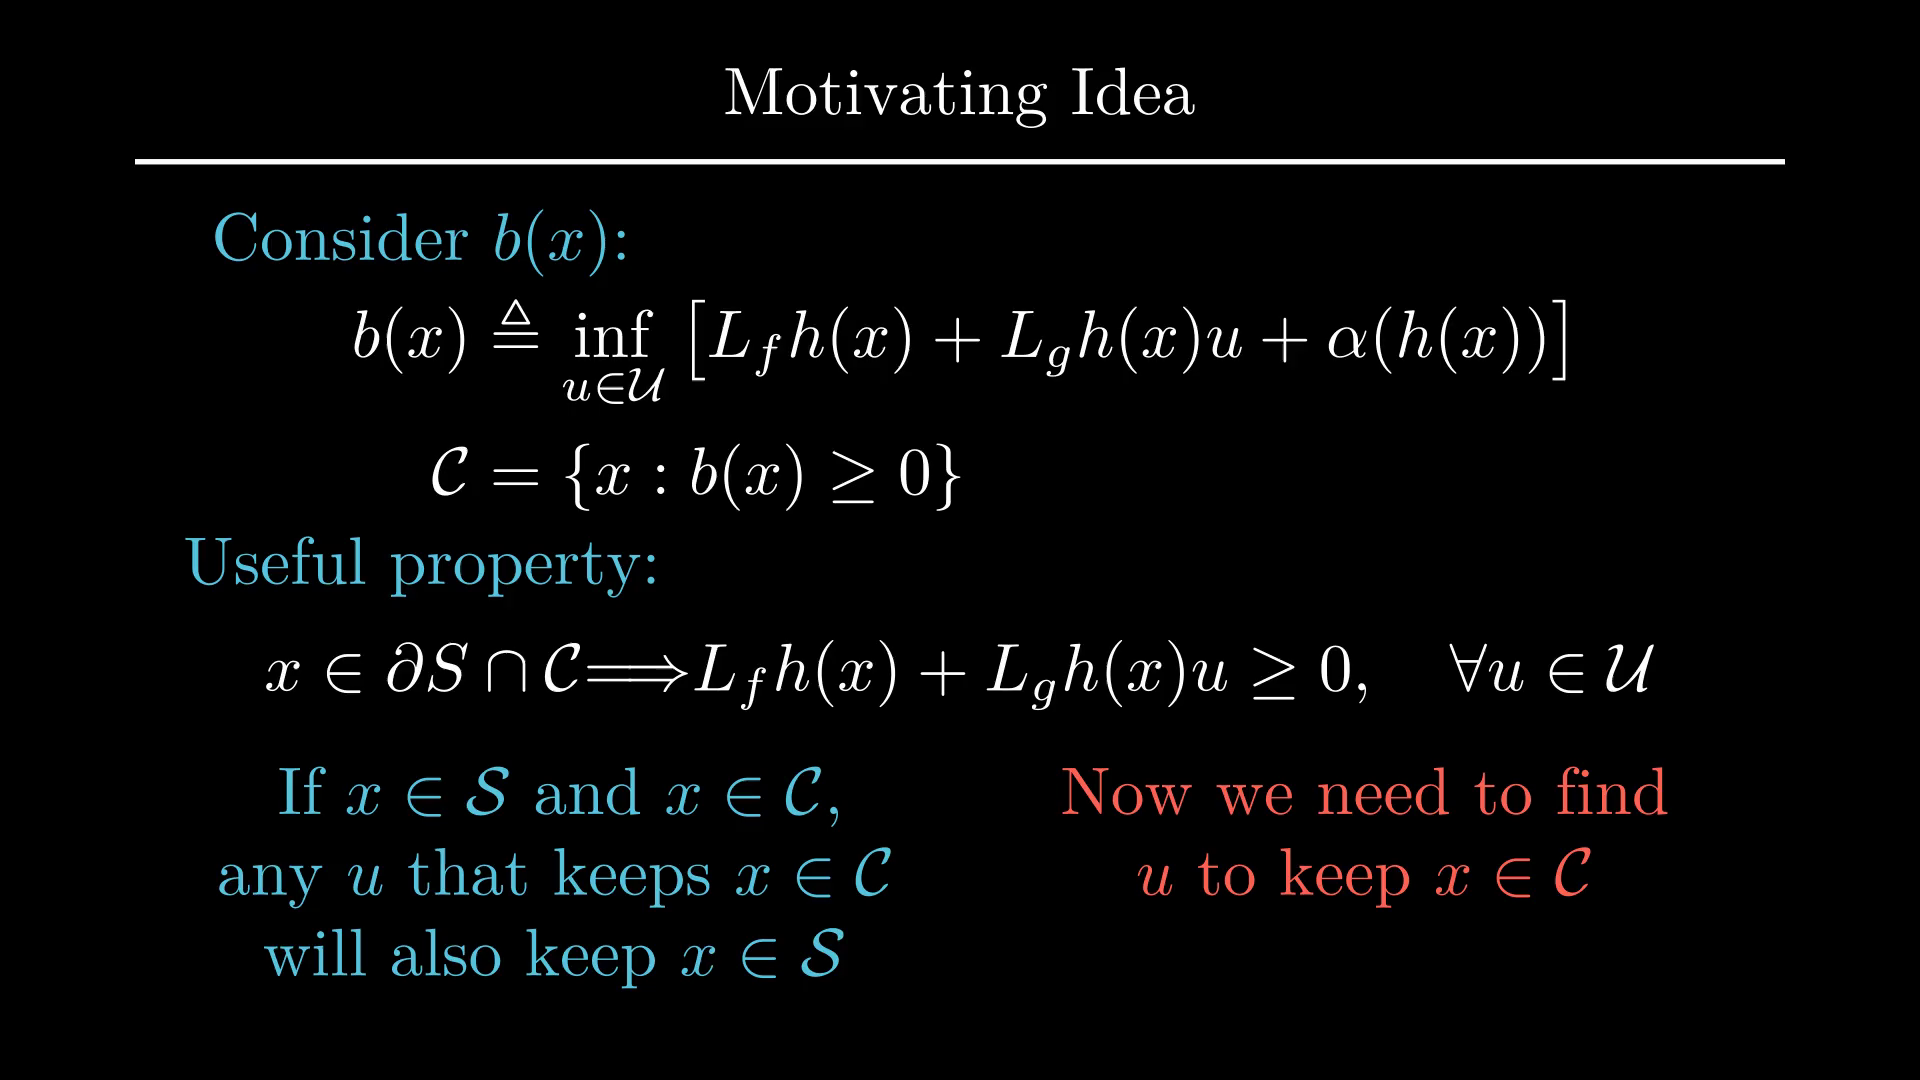 Motivating Idea
Consider b(x):
b(x) ≜ inf_{u∈𝒰} [L_f h(x) + L_g h(x)u + α(h(x))]
𝒞 = {x : b(x) ≥ 0}
Useful property:
x ∈ ∂S ∩ 𝒞 ⟹ L_f h(x) + L_g h(x)u ≥ 0, ∀u ∈ 𝒰
If x ∈ 𝒮 and x ∈ 𝒞,
any u that keeps x ∈ 𝒞
will also keep x ∈ 𝒮
Now we need to find
u to keep x ∈ 𝒞